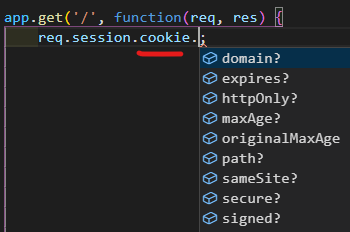 app.get('/', function(req, res) {
req.session.cookie.;
domain?
expires?
httpOnly?
maxAge?
originalMaxAge
path?
sameSite?
secure?
signed?